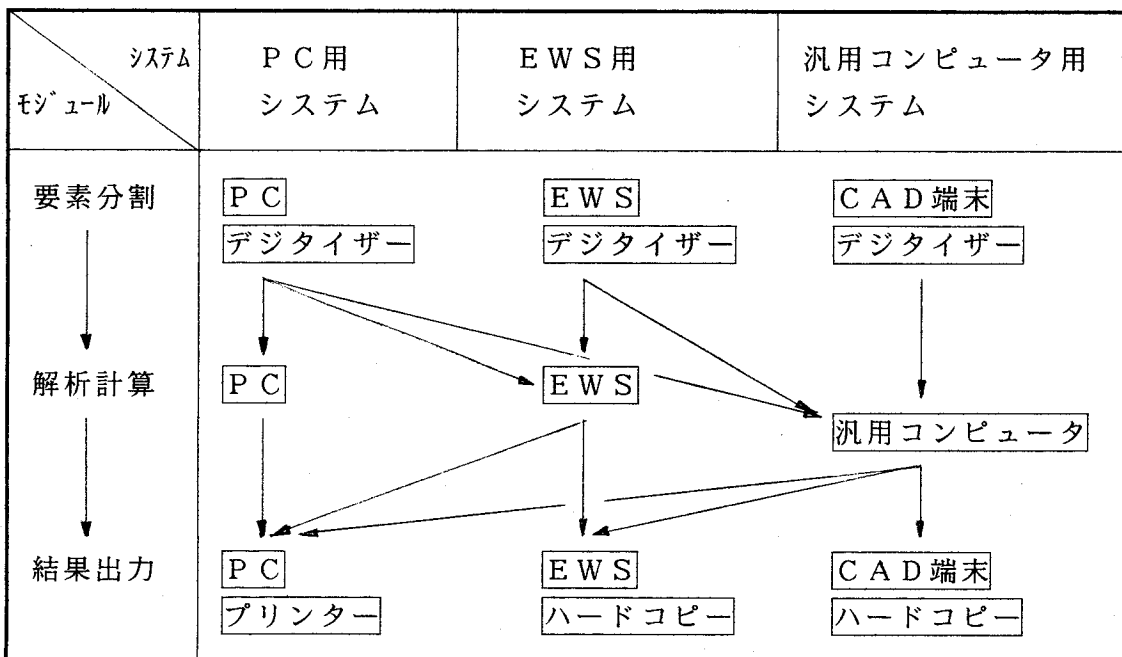 システム
モジュール
PC用
システム
EWS用
システム
汎用コンピュータ用
システム
要素分割
PC
デジタイザー
EWS
デジタイザー
CAD端末
デジタイザー
解析計算
PC
EWS
汎用コンピュータ
結果出力
PC
プリンター
EWS
ハードコピー
CAD端末
ハードコピー